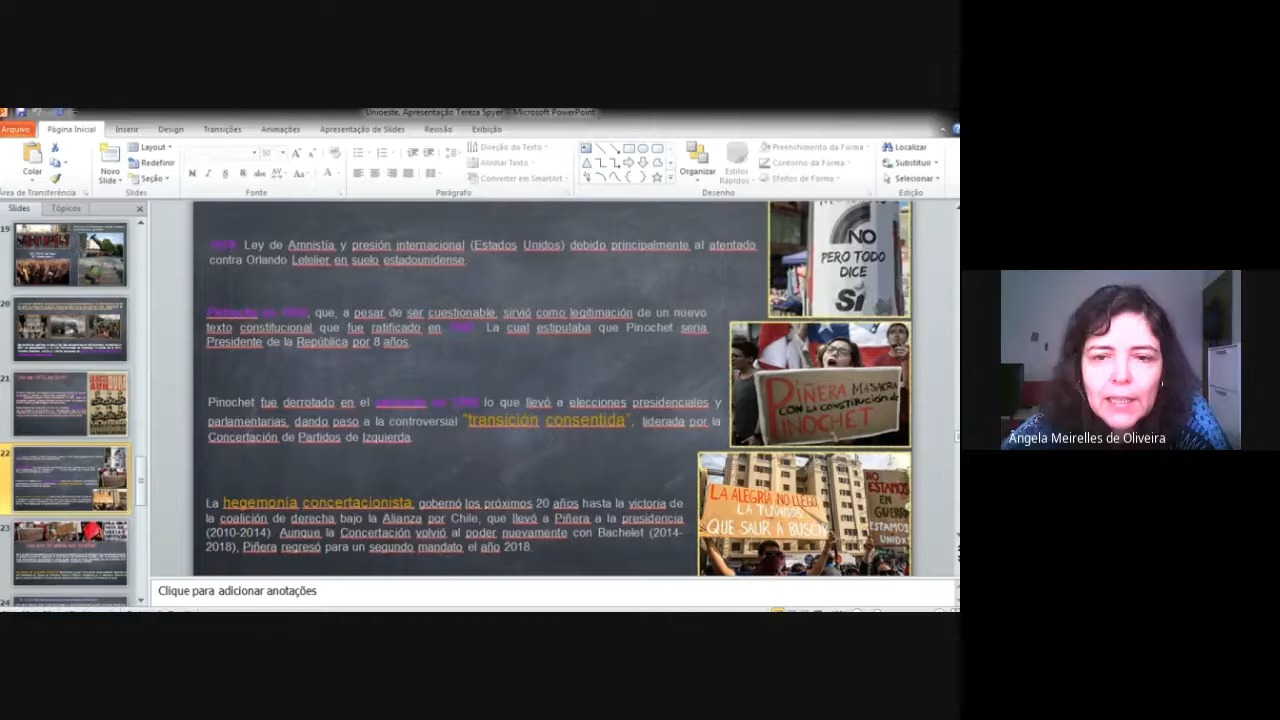 Unioeste, Apresentação Tereza Spyer - Microsoft PowerPoint
Arquivo
Página Inicial
Inserir
Design
Transições
Animações
Apresentação de Slides
Revisão
Exibição
Colar
Novo Slide
Layout
Redefinir
Seção
Organizar
Estilos Rápidos
Direção do Texto
Alinhar Texto
Converter em SmartArt
Preenchimento da Forma
Contorno da Forma
Efeitos de Forma
Localizar
Substituir
Selecionar
Área de Transferência
Slides
Fonte
Parágrafo
Desenho
Edição
Slides
Tópicos
19
20
21
22
23
24
Ley de Amnistía y presión internacional (Estados Unidos) debido principalmente al atentado
contra Orlando Letelier en suelo estadounidense.
que, a pesar de ser cuestionable, sirvió como legitimación de un nuevo
texto constitucional que fue ratificado en
La cual estipulaba que Pinochet sería
Presidente de la República por 8 años.
Pinochet fue derrotado en el
lo que llevó a elecciones presidenciales y
parlamentarias, dando paso a la controversial "transición consentida", liderada por la
Concertación de Partidos de Izquierda.
La hegemonía concertacionista, gobernó los próximos 20 años hasta la victoria de
la coalición de derecha bajo la Alianza por Chile, que llevó a Piñera a la presidencia
(2010-2014). Aunque la Concertación volvió al poder nuevamente con Bachelet (2014-
2018), Piñera regresó para un segundo mandato, el año 2018.
NO
PERO TODO
DICE
SÍ
PIÑERA MASACRA
CON LA CONSTITUCIÓN DE
PINOCHET
LA ALEGRIA NO LLEGÓ
LA TUVIMOS
QUE SALIR A BUSCAR
NO
ESTAMOS
EN
GUERRA
ESTAMOS
UNIDX
Clique para adicionar anotações
Ângela Meirelles de Oliveira